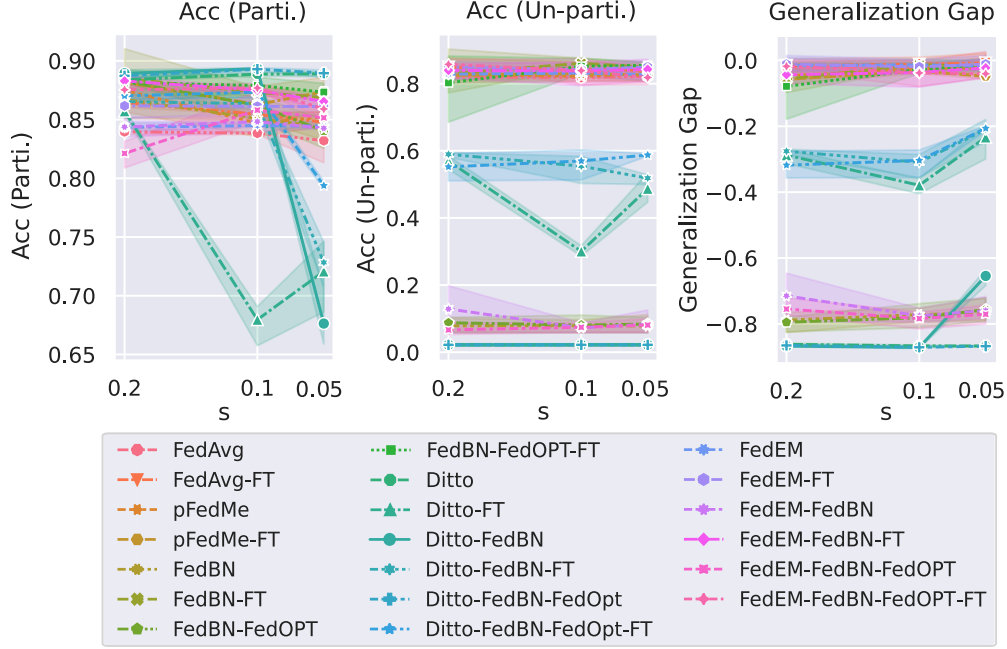 Acc (Parti.)
Acc (Un-parti.)
Generalization Gap
Acc (Parti.)
0.90
0.85
0.80
0.75
0.70
0.65
0.2
0.1
0.05
s
Acc (Un-parti.)
0.8
0.6
0.4
0.2
0.0
0.2
0.1
0.05
s
Generalization Gap
−0.0
−0.2
−0.4
−0.6
−0.8
0.2
0.1
0.05
s
FedAvg
FedAvg-FT
pFedMe
pFedMe-FT
FedBN
FedBN-FT
FedBN-FedOPT
FedBN-FedOPT-FT
Ditto
Ditto-FT
Ditto-FedBN
Ditto-FedBN-FT
Ditto-FedBN-FedOpt
Ditto-FedBN-FedOpt-FT
FedEM
FedEM-FT
FedEM-FedBN
FedEM-FedBN-FT
FedEM-FedBN-FedOPT
FedEM-FedBN-FedOPT-FT